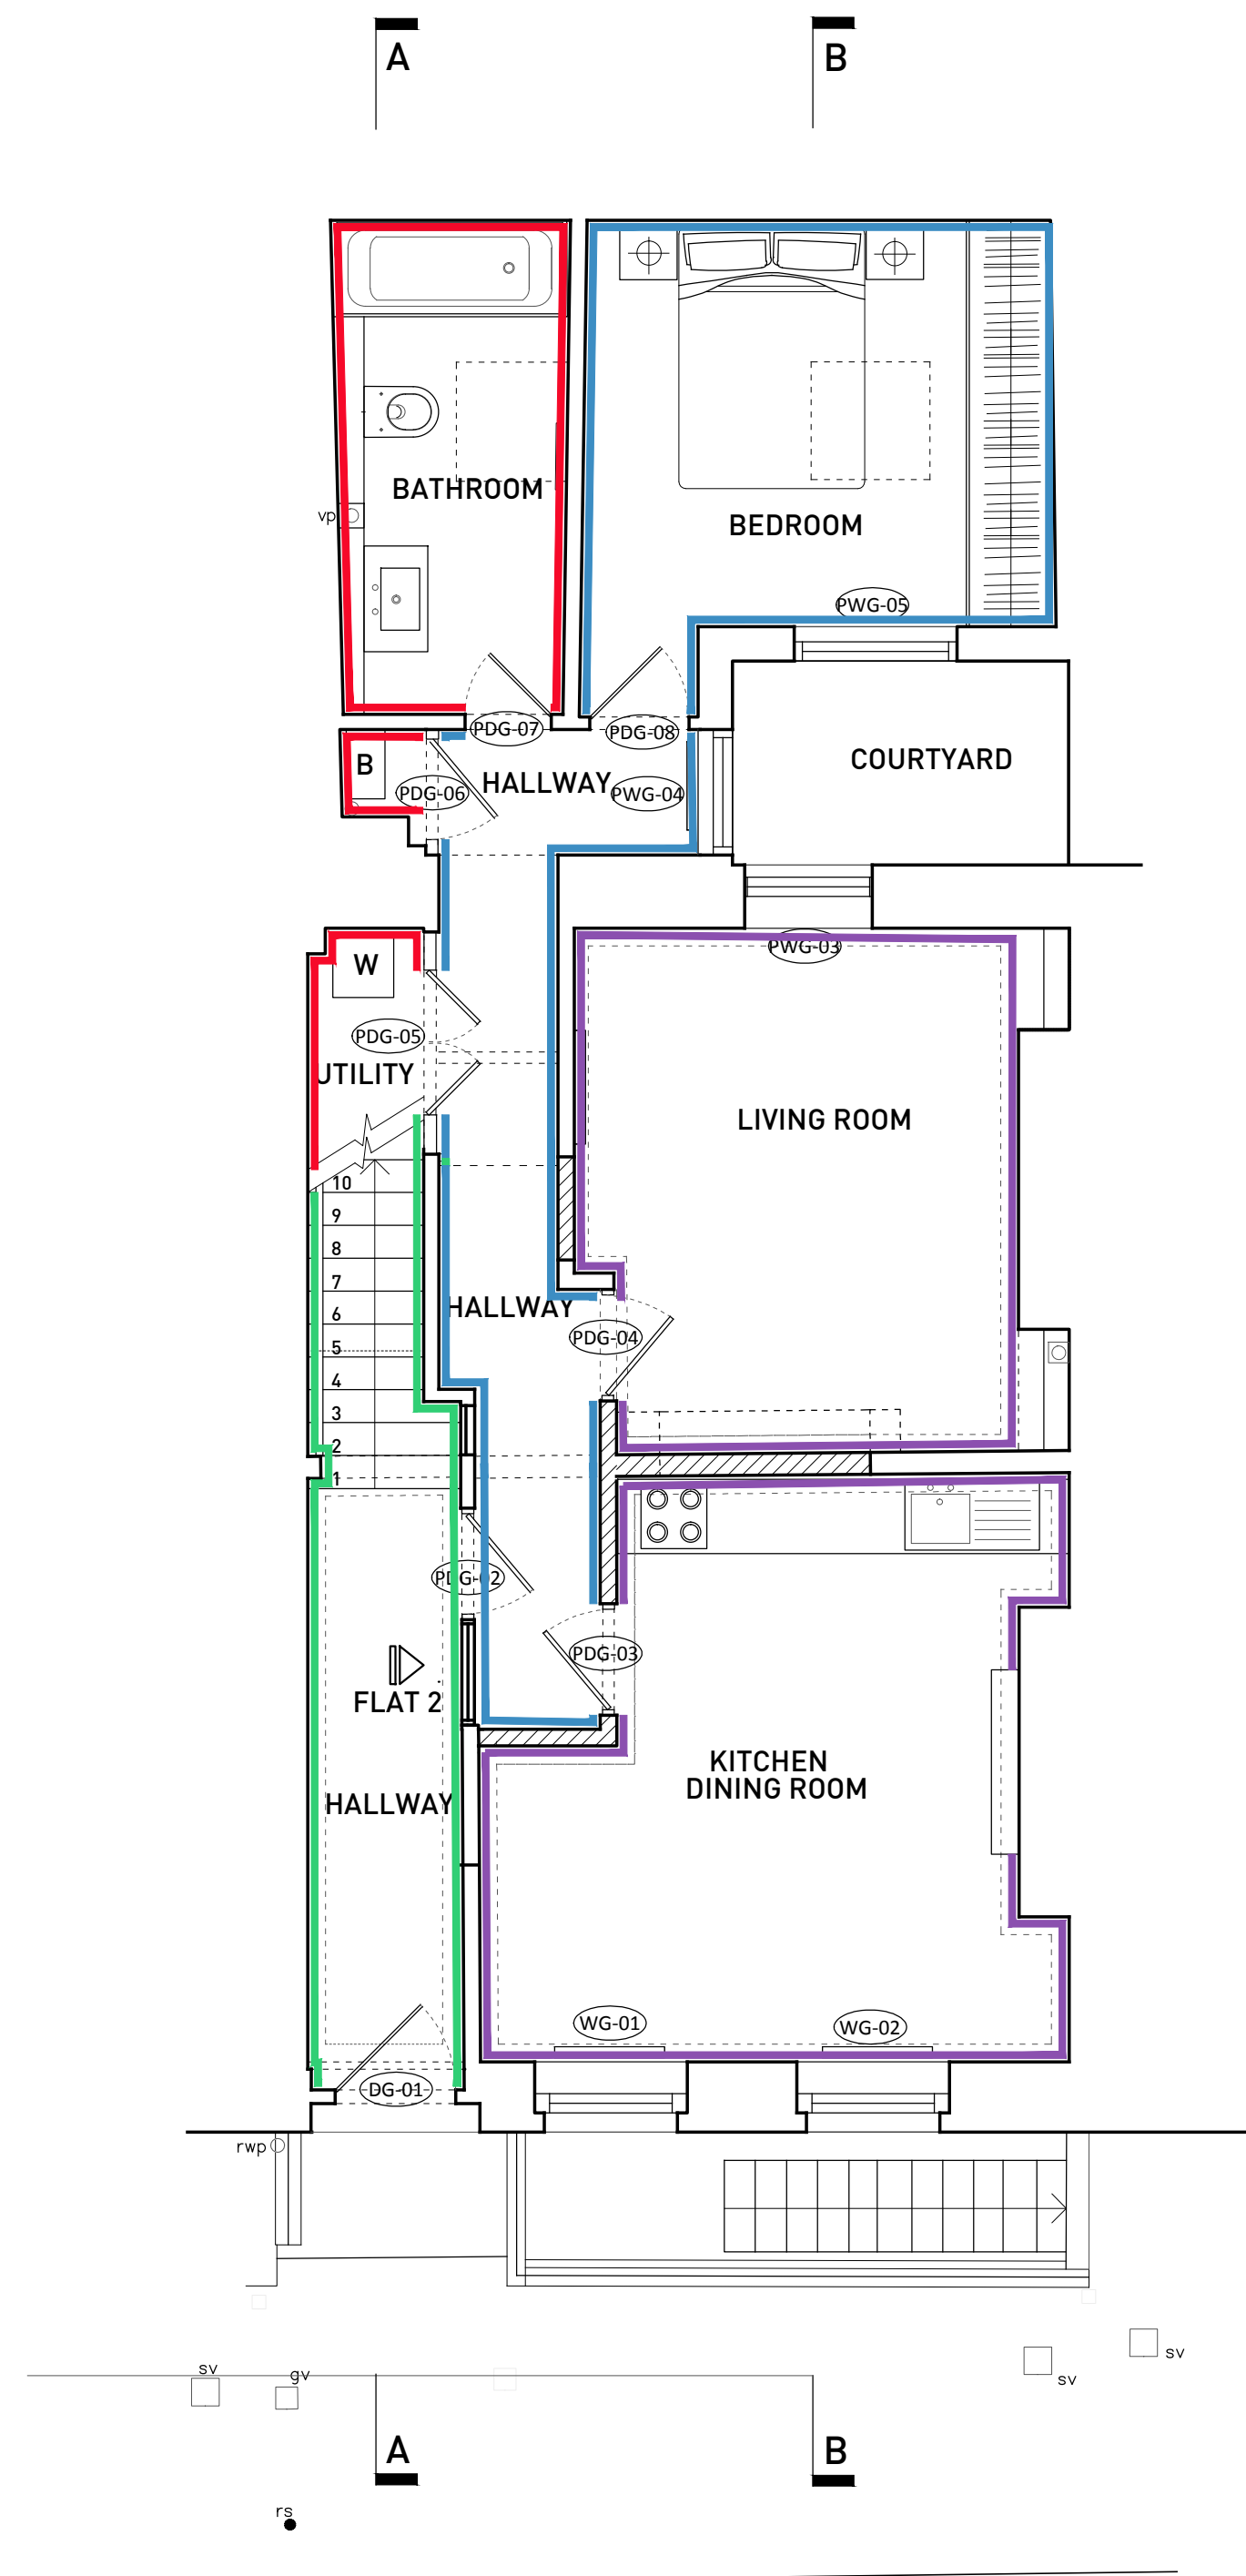 A
B
BATHROOM
vp
BEDROOM
PWG-05
PDG-07
PDG-08
B
HALLWAY
COURTYARD
PDG-06
PWG-04
PWG-03
W
PDG-05
UTILITY
LIVING ROOM
10
9
8
7
6
HALLWAY
PDG-04
5
4
3
2
1
PDG-02
PDG-03
FLAT 2
KITCHEN
DINING ROOM
HALLWAY
WG-01
WG-02
DG-01
rwp
sv
sv
sv
gv
A
B
rs